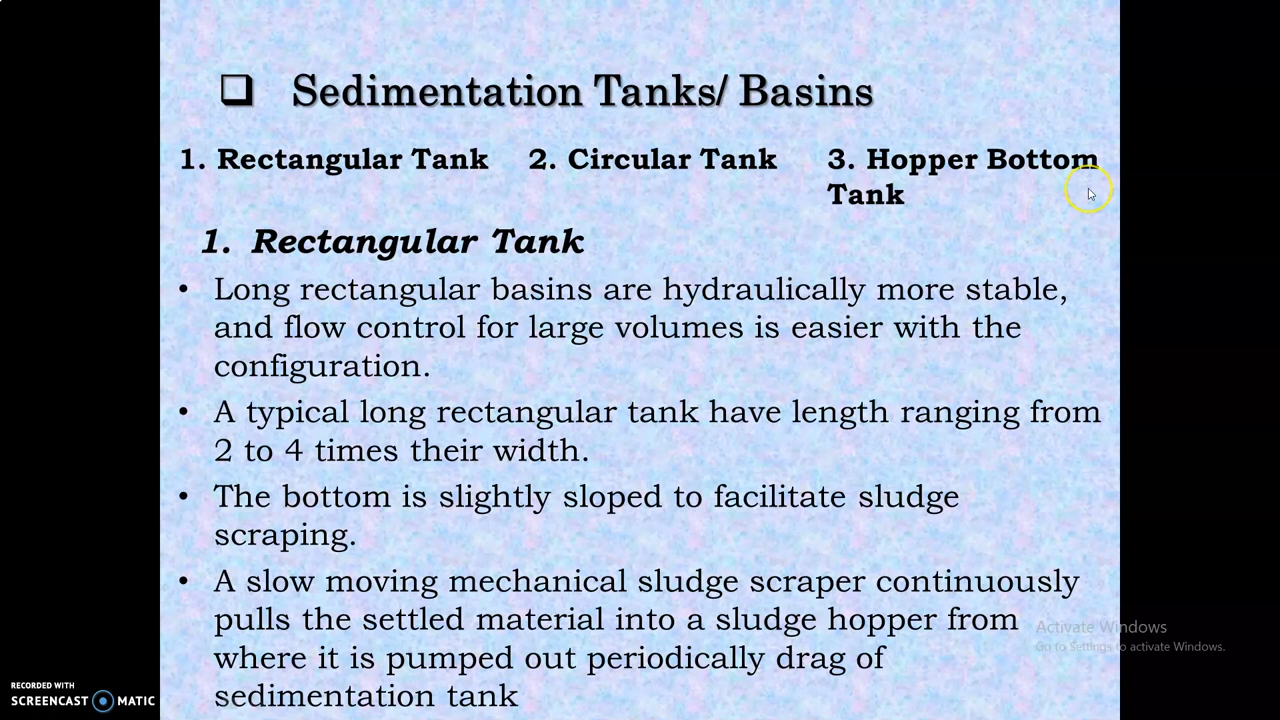 ❑ Sedimentation Tanks/ Basins
1. Rectangular Tank 2. Circular Tank 3. Hopper Bottom
Tank
1. Rectangular Tank
• Long rectangular basins are hydraulically more stable,
and flow control for large volumes is easier with the
configuration.
• A typical long rectangular tank have length ranging from
2 to 4 times their width.
• The bottom is slightly sloped to facilitate sludge
scraping.
• A slow moving mechanical sludge scraper continuously
pulls the settled material into a sludge hopper from
where it is pumped out periodically drag of
sedimentation tank
Activate Windows
Go to Settings to activate Windows.
RECORDED WITH
SCREENCAST MATIC